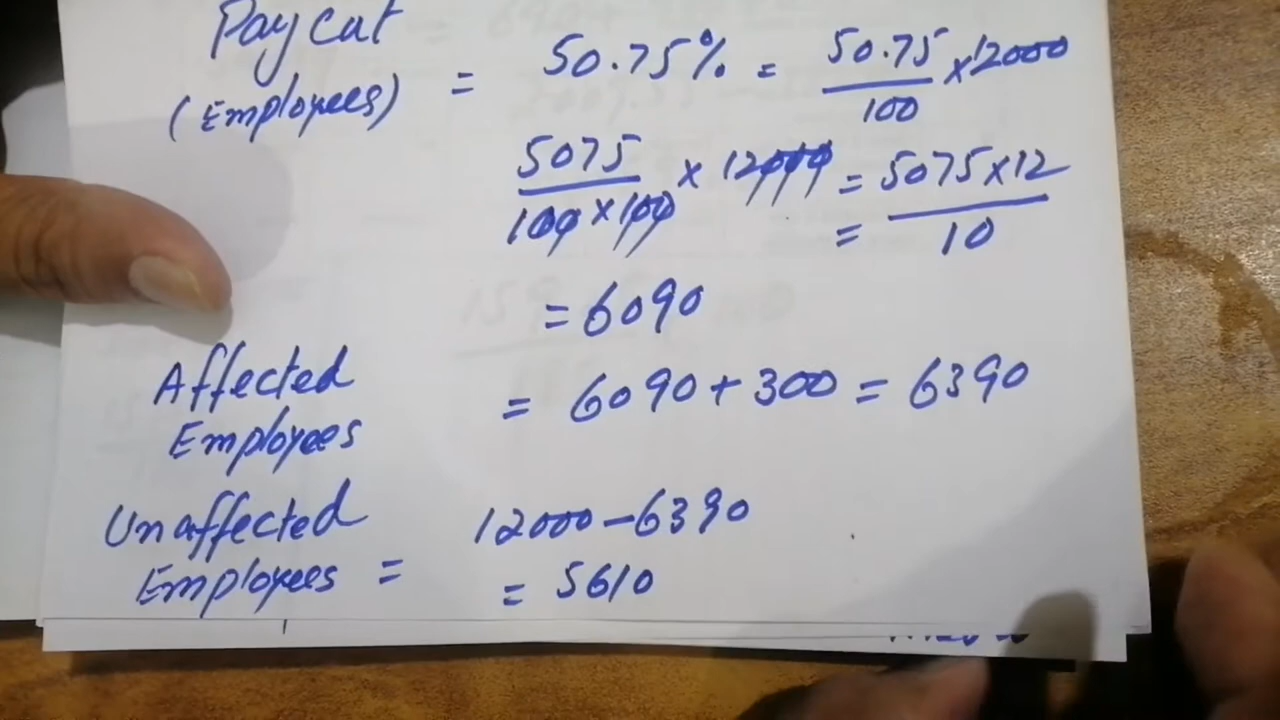 Pay cut
(Employees) = 50.75% = 50.75/100 × 12000
5075/100×100 × 12000 = 5075×12/10
=
= 6090
Affected
Employees = 6090 + 300 = 6390
Unaffected 12000 - 6390
Employees = = 5610